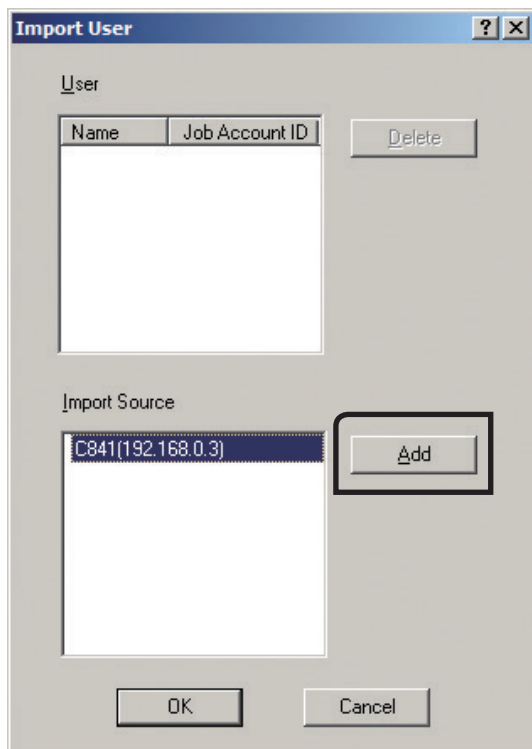 Import User
User
Name Job Account ID
Delete
Import Source
C841(192.168.0.3)
Add
OK Cancel